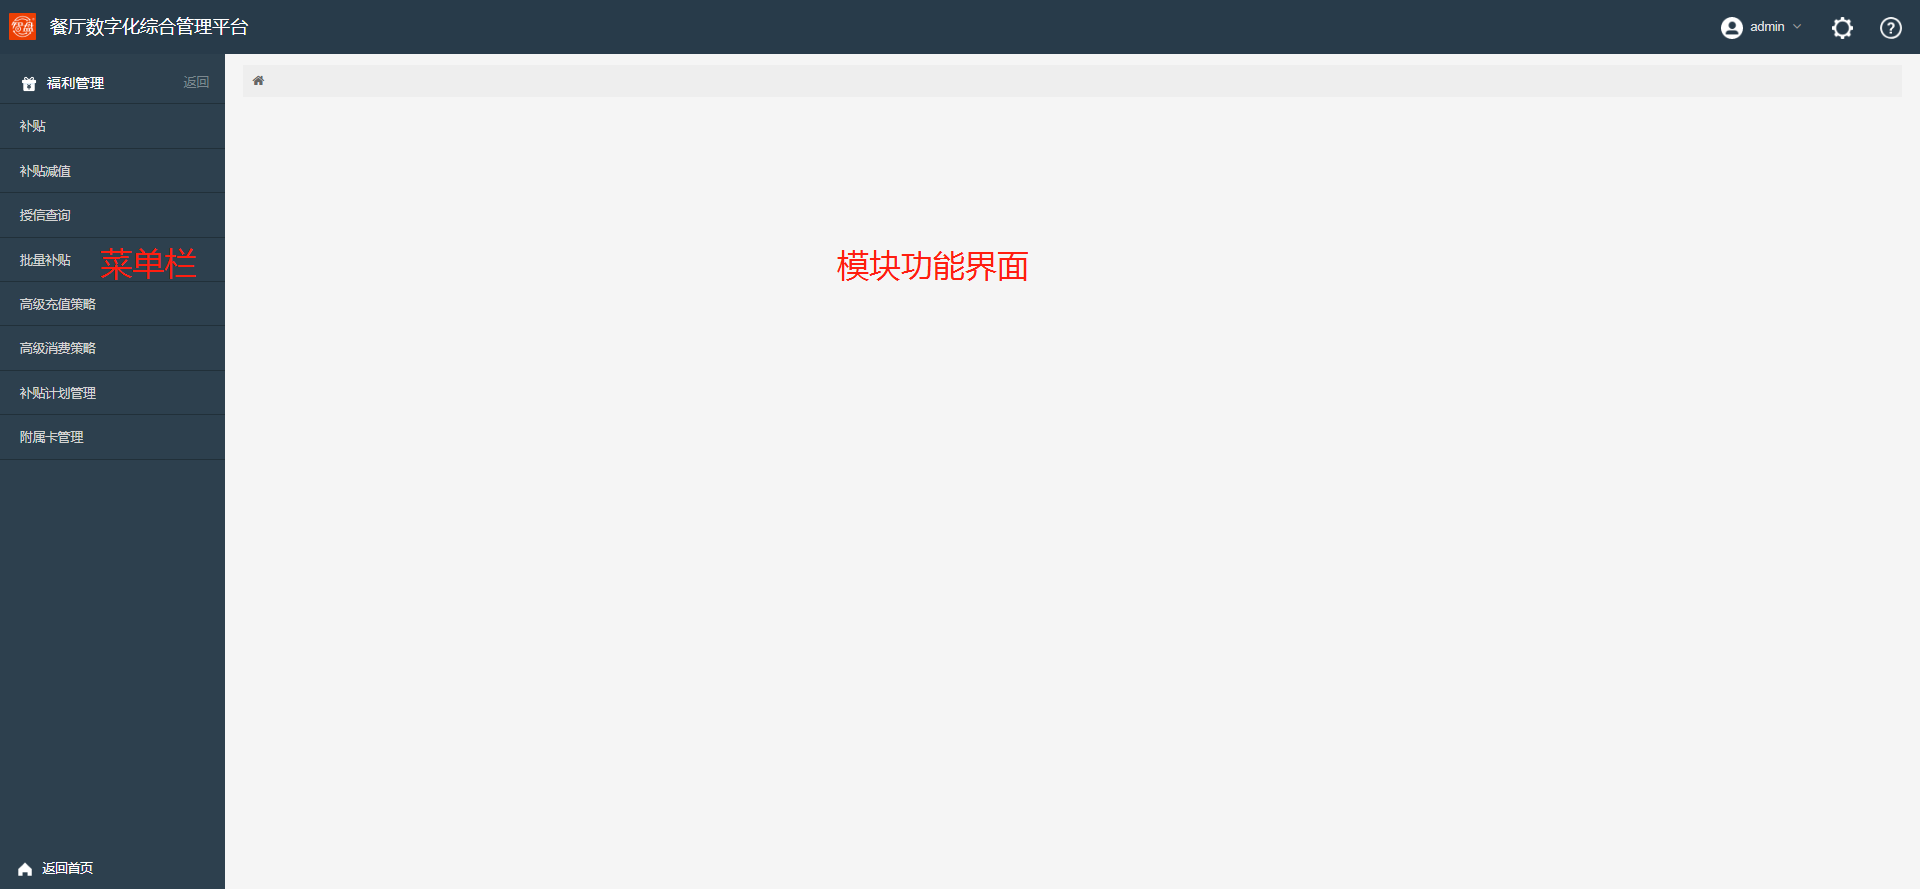 餐厅数字化综合管理平台
admin
福利管理 返回
补贴
补贴减值
授信查询
批量补贴
菜单栏
模块功能界面
高级充值策略
高级消费策略
补贴计划管理
附属卡管理
返回首页